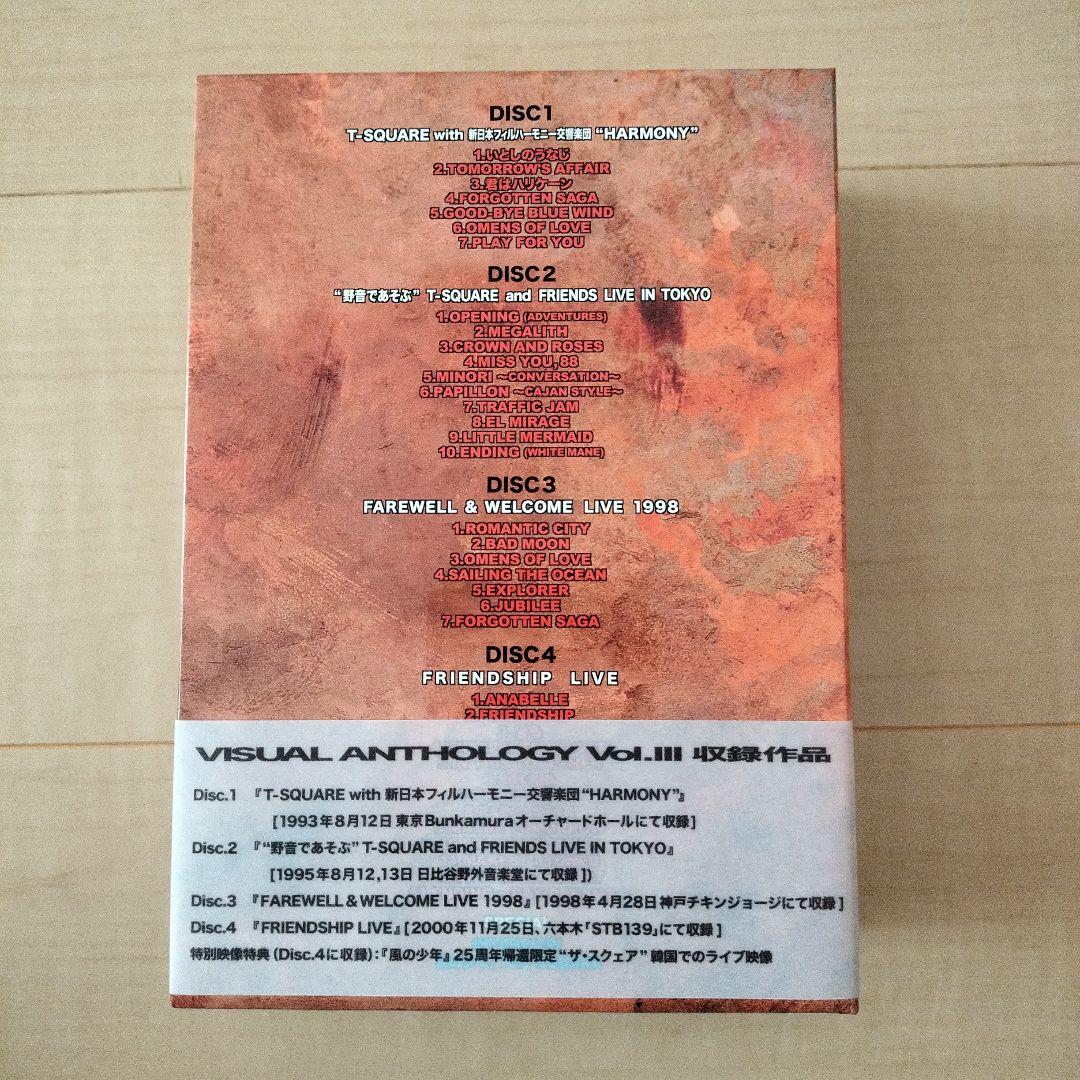 DISC1
T-SQUARE with 新日本フィルハーモニー交響楽団 “HARMONY”
1.いとしのうなじ
2.TOMORROW'S AFFAIR
3.君はハリケーン
4.FORGOTTEN SAGA
5.GOOD-BYE BLUE WIND
6.OMENS OF LOVE
7.PLAY FOR YOU
DISC2
“野音であそぶ” T-SQUARE and FRIENDS LIVE IN TOKYO
1.OPENING (ADVENTURES)
2.MEGALITH
3.CROWN AND ROSES
4.MISS YOU, 88
5.MINORI ～CONVERSATION～
6.PAPILLON ～CAJAN STYLE～
7.TRAFFIC JAM
8.EL MIRAGE
9.LITTLE MERMAID
10.ENDING (WHITE MANE)
DISC3
FAREWELL & WELCOME LIVE 1998
1.ROMANTIC CITY
2.BAD MOON
3.OMENS OF LOVE
4.SAILING THE OCEAN
5.EXPLORER
6.JUBILEE
7.FORGOTTEN SAGA
DISC4
FRIENDSHIP LIVE
1.ANABELLE
2.FRIENDSHIP
VISUAL ANTHOLOGY Vol.III 収録作品
Disc.1 『T-SQUARE with 新日本フィルハーモニー交響楽団“HARMONY”』
[1993年8月12日 東京Bunkamuraオーチャードホールにて収録]
Disc.2 『“野音であそぶ” T-SQUARE and FRIENDS LIVE IN TOKYO』
[1995年8月12,13日 日比谷野外音楽堂にて収録])
Disc.3 『FAREWELL & WELCOME LIVE 1998』[1998年4月28日 神戸チキンジョージにて収録]
Disc.4 『FRIENDSHIP LIVE』[2000年11月25日、六本木「STB139」にて収録]
特別映像特典 (Disc.4に収録):『風の少年』25周年帰還限定“ザ・スクェア”韓国でのライブ映像